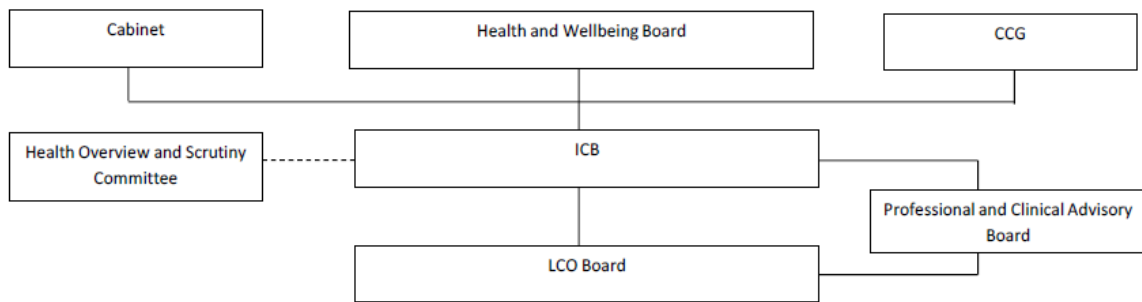 Cabinet
Health and Wellbeing Board
CCG
Health Overview and Scrutiny
Committee
ICB
Professional and Clinical Advisory
Board
LCO Board